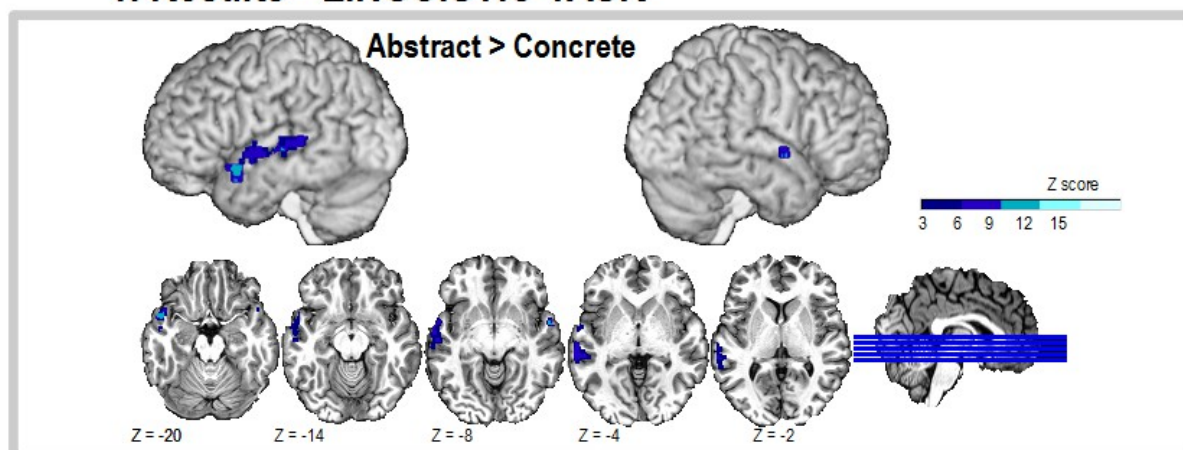 Abstract > Concrete
Z score
3 6 9 12 15
Z = -20 Z = -14 Z = -8 Z = -4 Z = -2